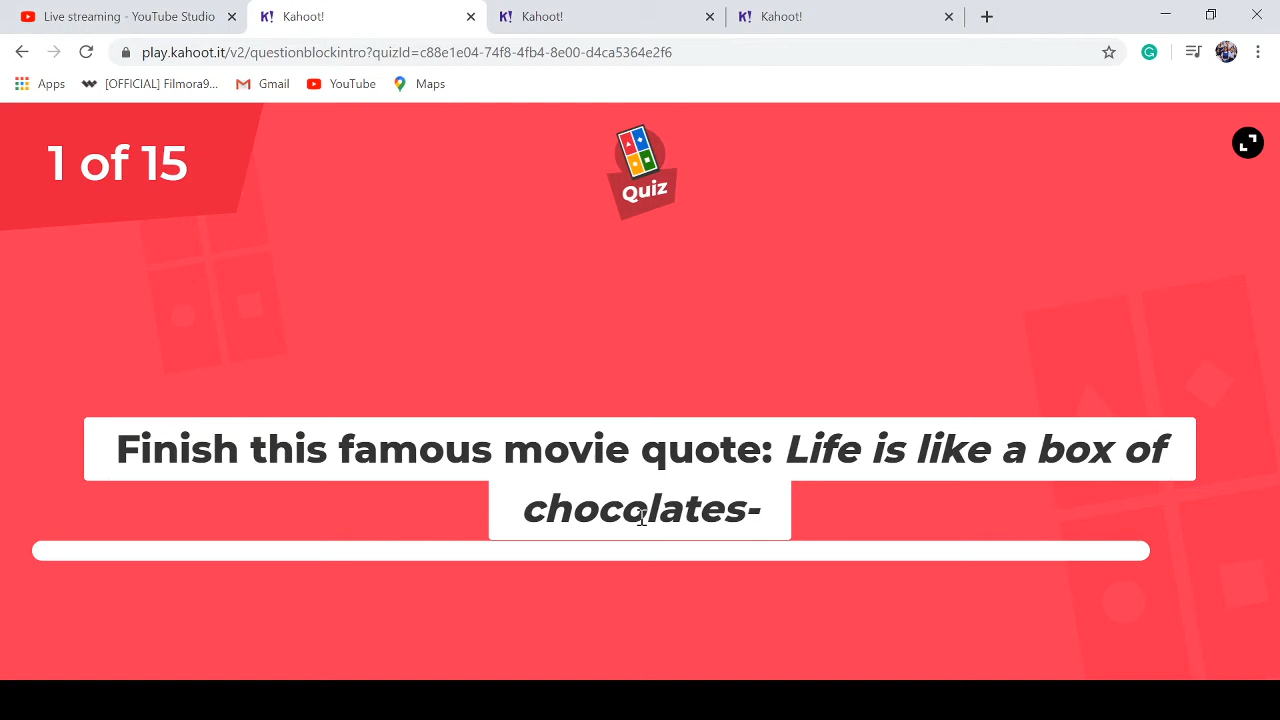 Live streaming - YouTube Studio
K! Kahoot!
K! Kahoot!
K! Kahoot!
play.kahoot.it/v2/questionblockintro?quizId=c88e1e04-74f8-4fb4-8e00-d4ca5364e2f6
Apps
[OFFICIAL] Filmora9...
Gmail
YouTube
Maps
1 of 15
Quiz
Finish this famous movie quote: Life is like a box of
chocolates-